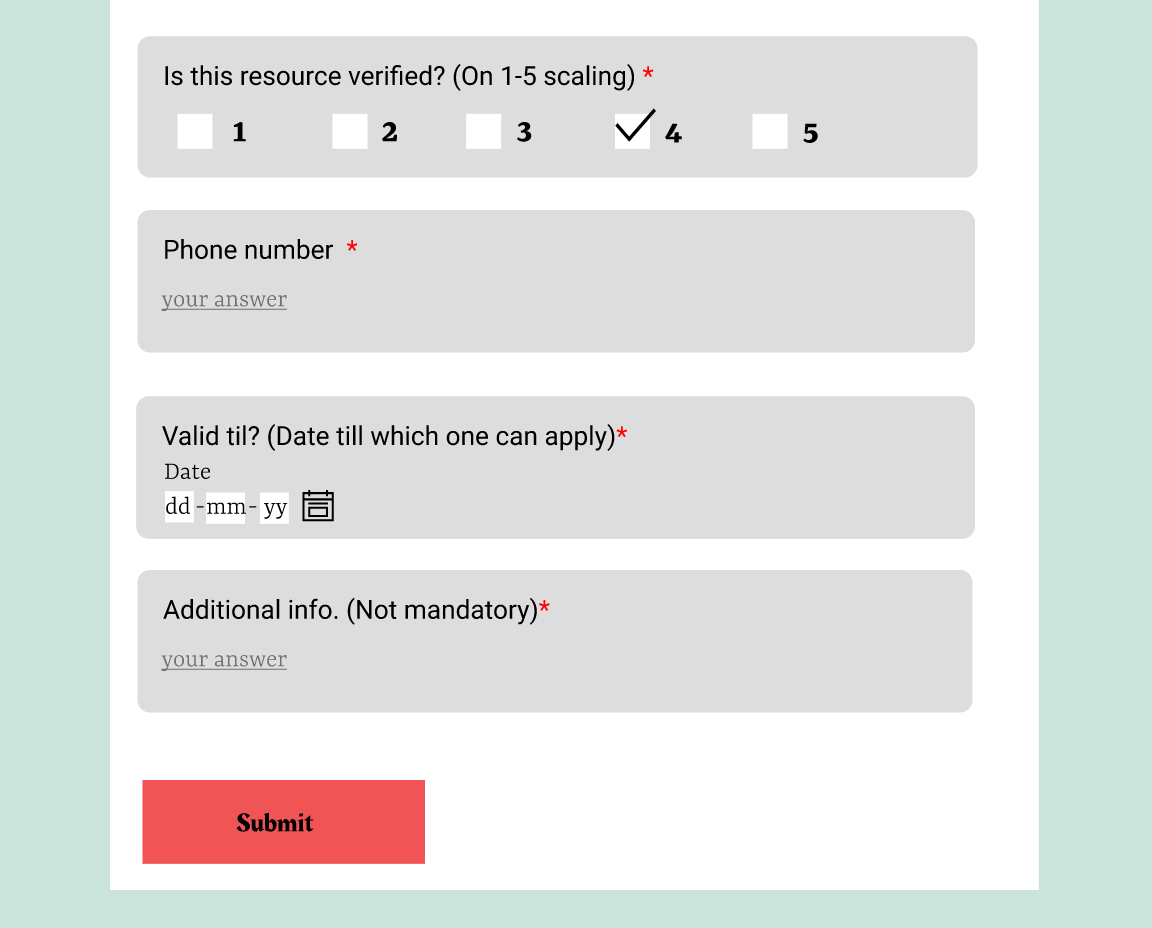 Is this resource verified? (On 1-5 scaling) *
1 2 3 4 5
Phone number *
your answer
Valid til? (Date till which one can apply)*
Date
dd - mm - yy
Additional info. (Not mandatory)*
your answer
Submit